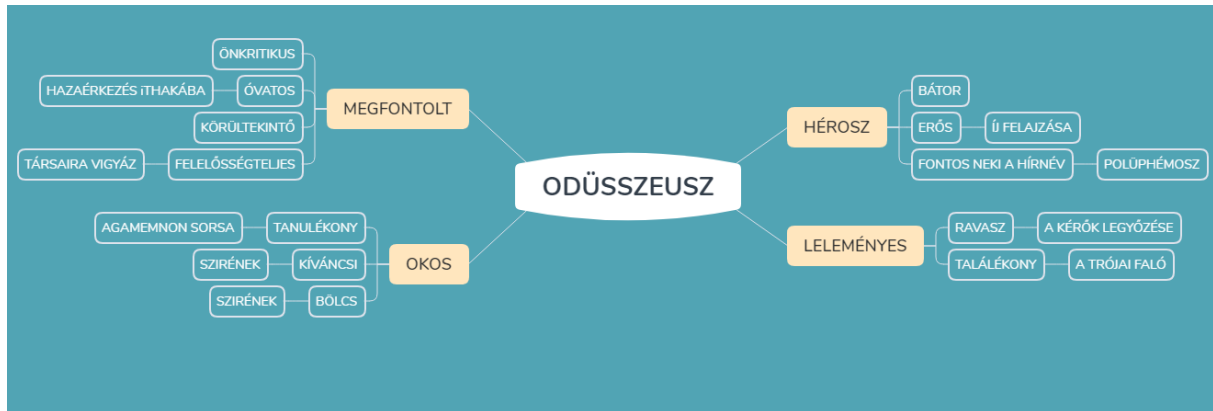 ODÜSSZEUSZ
MEGFONTOLT
ÖNKRITIKUS
ÓVATOS
HAZAÉRKEZÉS iTHAKÁBA
KÖRÜLTEKINTŐ
FELELŐSSÉGTELJES
TÁRSAIRA VIGYÁZ
OKOS
TANULÉKONY
AGAMEMNON SORSA
KÍVÁNCSI
SZIRÉNEK
BÖLCS
SZIRÉNEK
HÉROSZ
BÁTOR
ERŐS
ÍJ FELAJZÁSA
FONTOS NEKI A HÍRNÉV
POLÜPHÉMOSZ
LELEMÉNYES
RAVASZ
A KÉRŐK LEGYŐZÉSE
TALÁLÉKONY
A TRÓJAI FALÓ